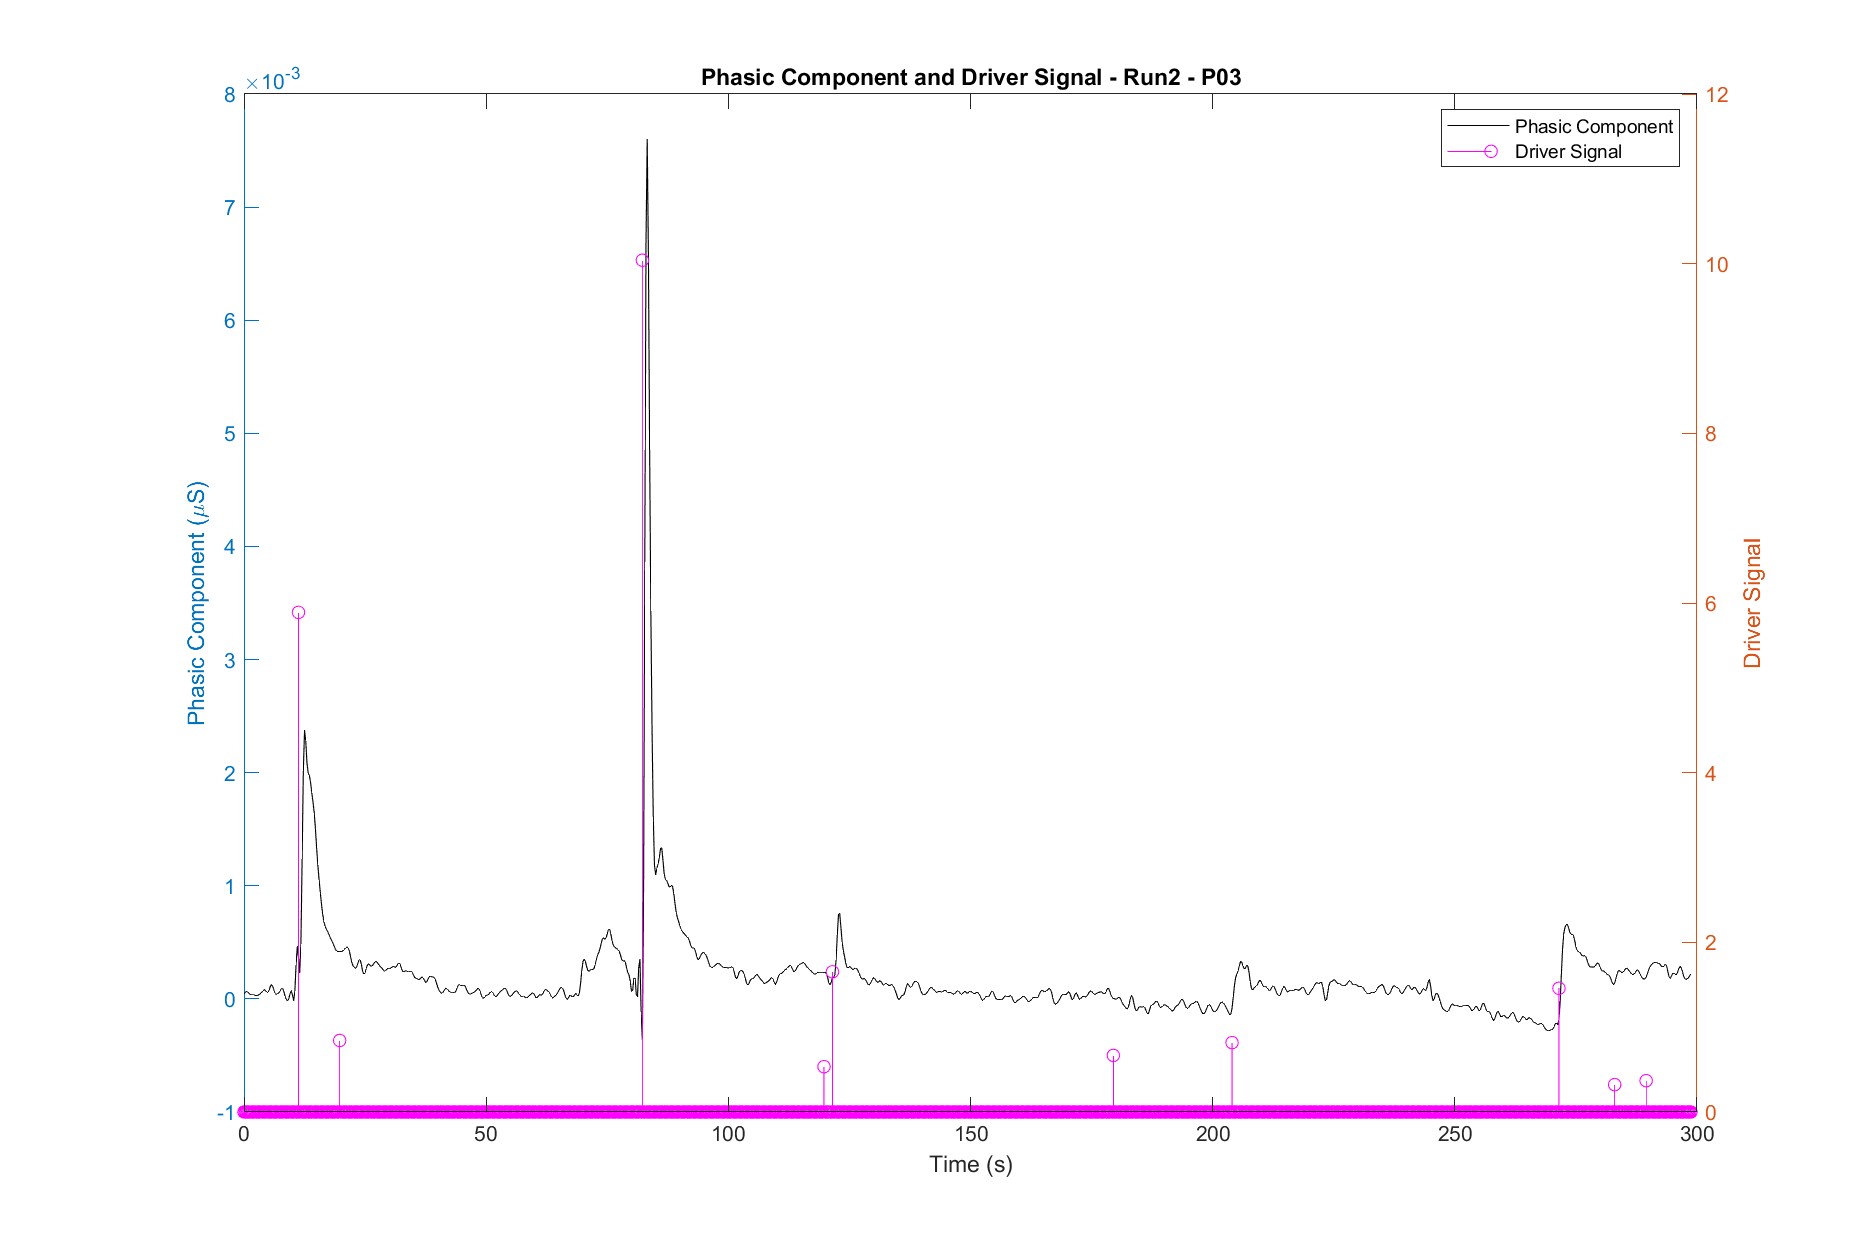 Phasic Component and Driver Signal - Run2 - P03
×10⁻³
8
7
6
5
4
3
2
1
0
-1
Phasic Component (μS)
Phasic Component
Driver Signal
12
10
8
6
4
2
0
Driver Signal
0 50 100 150 200 250 300
Time (s)